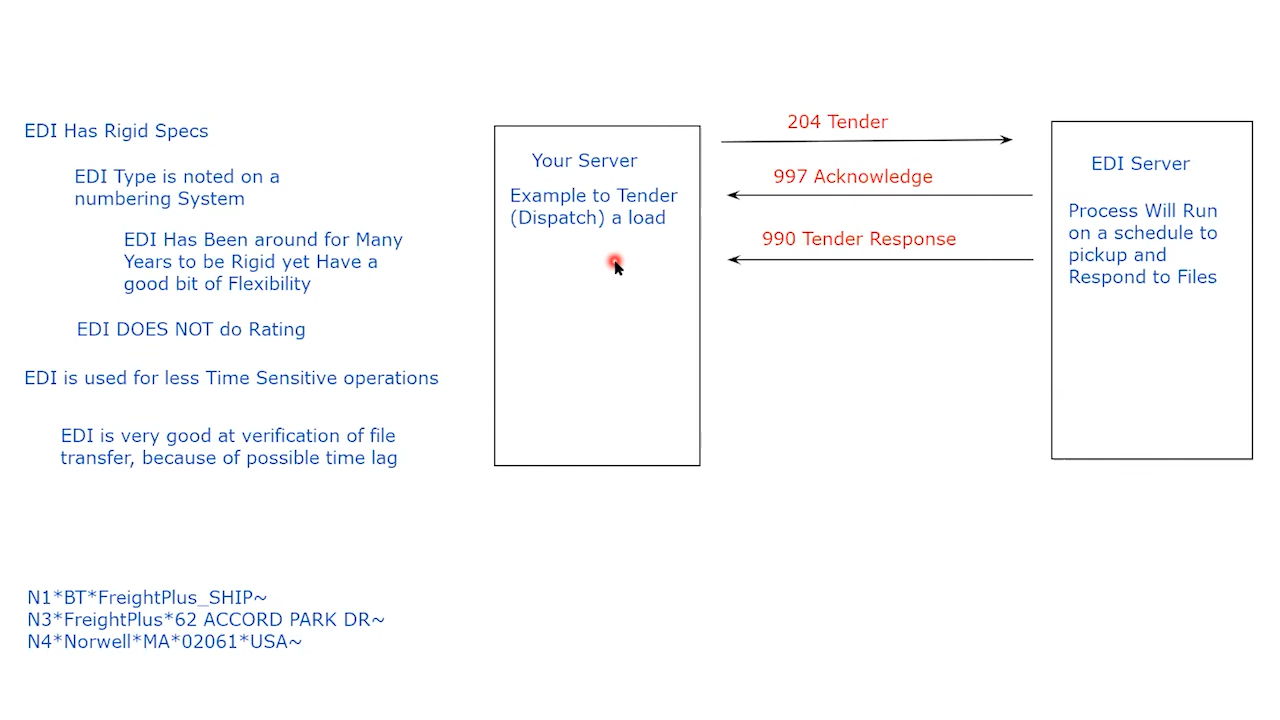 EDI Has Rigid Specs
EDI Type is noted on a
numbering System
EDI Has Been around for Many
Years to be Rigid yet Have a
good bit of Flexibility
EDI DOES NOT do Rating
EDI is used for less Time Sensitive operations
EDI is very good at verification of file
transfer, because of possible time lag
N1*BT*FreightPlus_SHIP~
N3*FreightPlus*62 ACCORD PARK DR~
N4*Norwell*MA*02061*USA~
Your Server
Example to Tender
(Dispatch) a load
204 Tender
997 Acknowledge
990 Tender Response
EDI Server
Process Will Run
on a schedule to
pickup and
Respond to Files